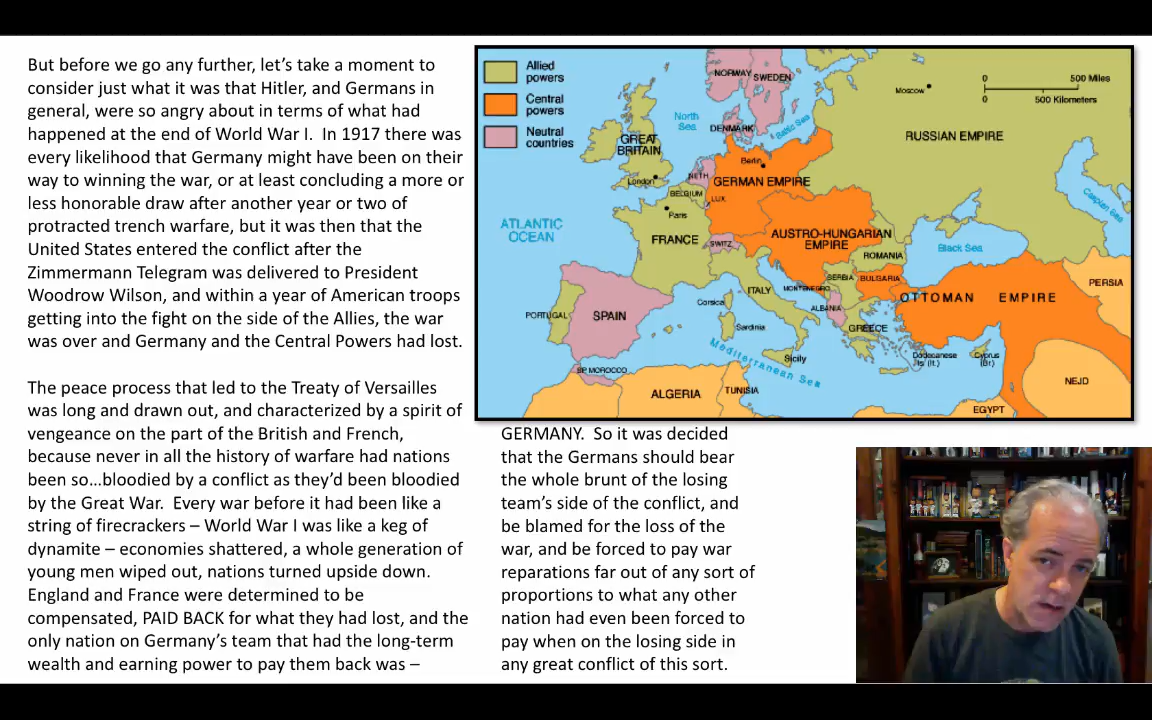 But before we go any further, let's take a moment to
consider just what it was that Hitler, and Germans in
general, were so angry about in terms of what had
happened at the end of World War I.  In 1917 there was
every likelihood that Germany might have been on their
way to winning the war, or at least concluding a more or
less honorable draw after another year or two of
protracted trench warfare, but it was then that the
United States entered the conflict after the
Zimmermann Telegram was delivered to President
Woodrow Wilson, and within a year of American troops
getting into the fight on the side of the Allies, the war
was over and Germany and the Central Powers had lost.
The peace process that led to the Treaty of Versailles
was long and drawn out, and characterized by a spirit of
vengeance on the part of the British and French,
because never in all the history of warfare had nations
been so...bloodied by a conflict as they'd been bloodied
by the Great War.  Every war before it had been like a
string of firecrackers – World War I was like a keg of
dynamite – economies shattered, a whole generation of
young men wiped out, nations turned upside down.
England and France were determined to be
compensated, PAID BACK for what they had lost, and the
only nation on Germany's team that had the long-term
wealth and earning power to pay them back was –
GERMANY.  So it was decided
that the Germans should bear
the whole brunt of the losing
team's side of the conflict, and
be blamed for the loss of the
war, and be forced to pay war
reparations far out of any sort of
proportions to what any other
nation had even been forced to
pay when on the losing side in
any great conflict of this sort.
Allied
powers
Central
powers
Neutral
countries
0 500 Miles
0 500 Kilometers
NORWAY
SWEDEN
Moscow
North
Sea
Baltic Sea
DENMARK
RUSSIAN EMPIRE
GREAT
BRITAIN
Berlin
London
NETH
GERMAN EMPIRE
BELGIUM
LUX
Paris
Caspian Sea
ATLANTIC
OCEAN
FRANCE
SWITZ
AUSTRO-HUNGARIAN
EMPIRE
Black Sea
ROMANIA
SERBIA
BULGARIA
PERSIA
ITALY
MONTENEGRO
OTTOMAN EMPIRE
Corsica
ALBANIA
PORTUGAL
SPAIN
Sardinia
GREECE
Mediterranean Sea
Sicily
Dodecanese
Is (It.)
Cyprus
(Br.)
SP. MOROCCO
NEJD
ALGERIA
TUNISIA
EGYPT